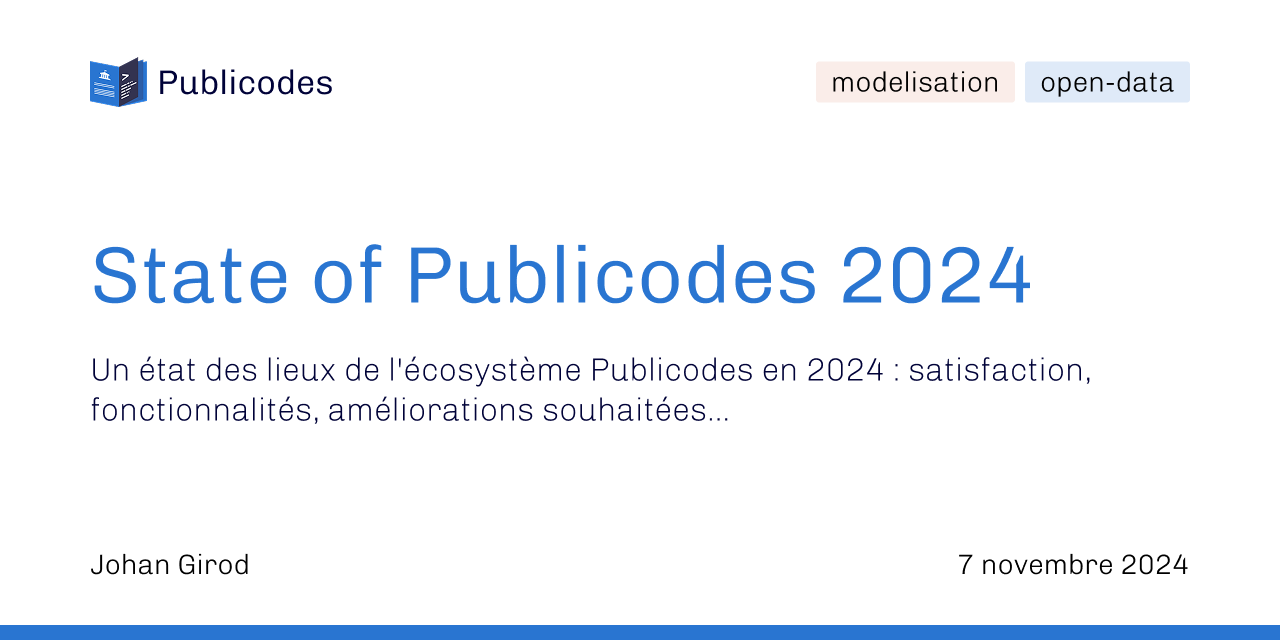 Publicodes
modelisation
open-data
State of Publicodes 2024
Un état des lieux de l'écosystème Publicodes en 2024 : satisfaction,
fonctionnalités, améliorations souhaitées...
Johan Girod
7 novembre 2024